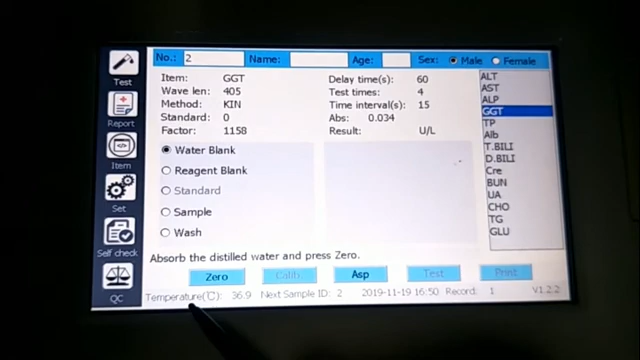 No.: 2 Name: Age: Sex: Male Female
Test
Report
Item
Set
Self check
QC
Item: GGT
Wave len: 405
Method: KIN
Standard: 0
Factor: 1158
Delay time(s): 60
Test times: 4
Time interval(s): 15
Abs: 0.034
Result: U/L
ALT
AST
ALP
GGT
TP
Alb
T.BILI
D.BILI
Cre
BUN
UA
CHO
TG
GLU
Water Blank
Reagent Blank
Standard
Sample
Wash
Absorb the distilled water and press Zero.
Zero Calib Asp Test Print
Temperature(℃): 36.9 Next Sample ID: 2 2019-11-19 16:50 Record: 1 V1.2.2